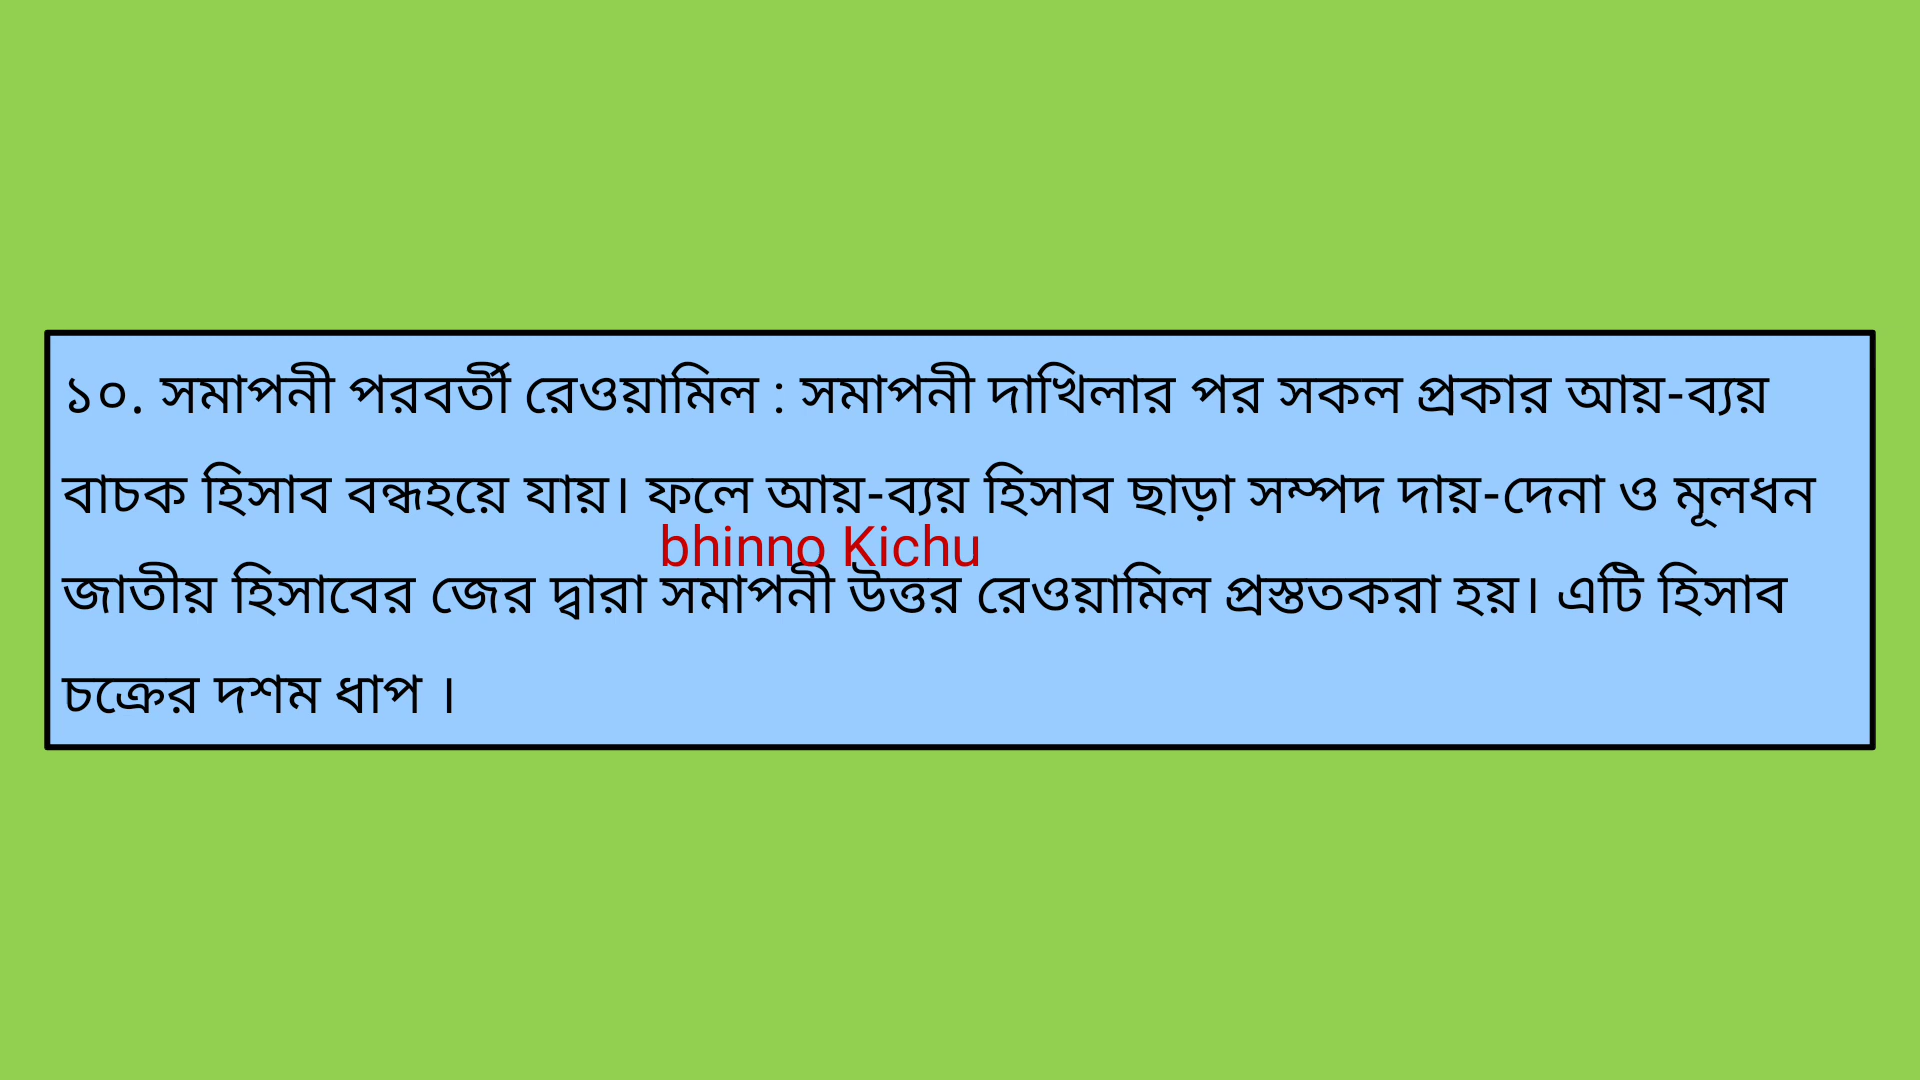 ১০. সমাপনী পরবর্তী রেওয়ামিল : সমাপনী দাখিলার পর সকল প্রকার আয়-ব্যয়
বাচক হিসাব বন্ধহয়ে যায়। ফলে আয়-ব্যয় হিসাব ছাড়া সম্পদ দায়-দেনা ও মূলধন
bhinno Kichu
জাতীয় হিসাবের জের দ্বারা সমাপনী উত্তর রেওয়ামিল প্রস্ততকরা হয়। এটি হিসাব
চক্রের দশম ধাপ ।